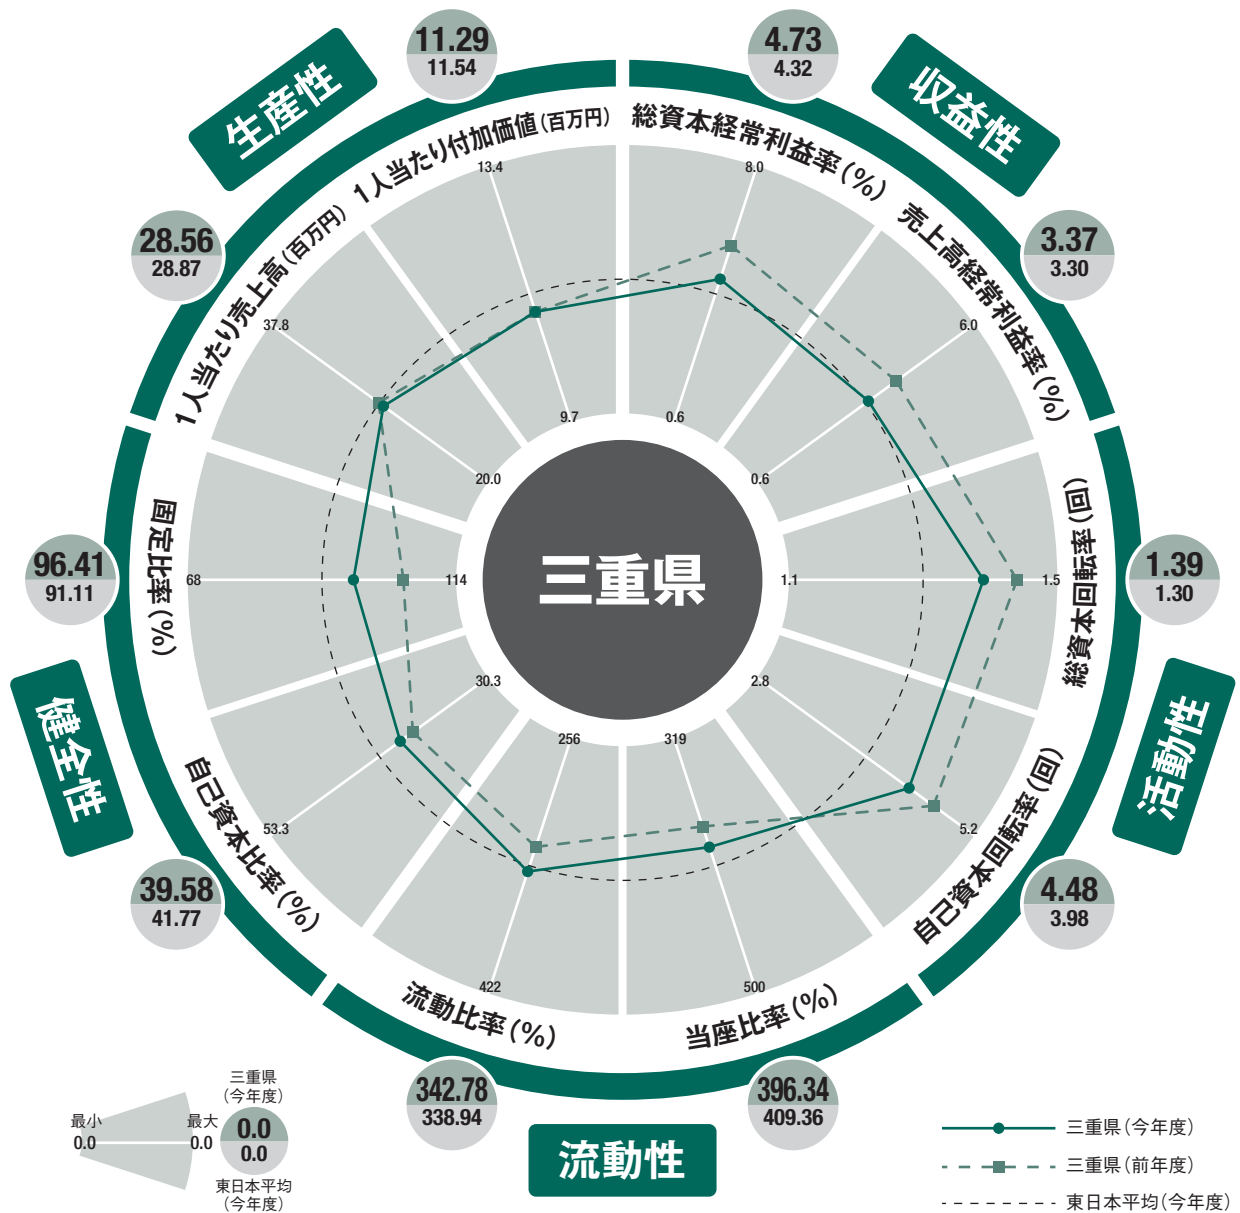 生産性
11.29
11.54
4.73
4.32
収益性
1人当たり付加価値(百万円)
13.4
9.7
総資本経常利益率(%)
8.0
0.6
28.56
28.87
1人当たり売上高(百万円)
37.8
20.0
売上高経常利益率(%)
6.0
0.6
3.37
3.30
96.41
91.11
固定比率(%)
68
114
三重県
1.1
1.5
総資本回転率(回)
1.39
1.30
健全性
39.58
41.77
自己資本比率(%)
53.3
30.3
2.8
5.2
自己資本回転率(回)
4.48
3.98
活動性
256
422
流動比率(%)
342.78
338.94
319
500
当座比率(%)
396.34
409.36
流動性
三重県
(今年度)
最小
0.0
最大
0.0
0.0
0.0
東日本平均
(今年度)
三重県(今年度)
三重県(前年度)
東日本平均(今年度)